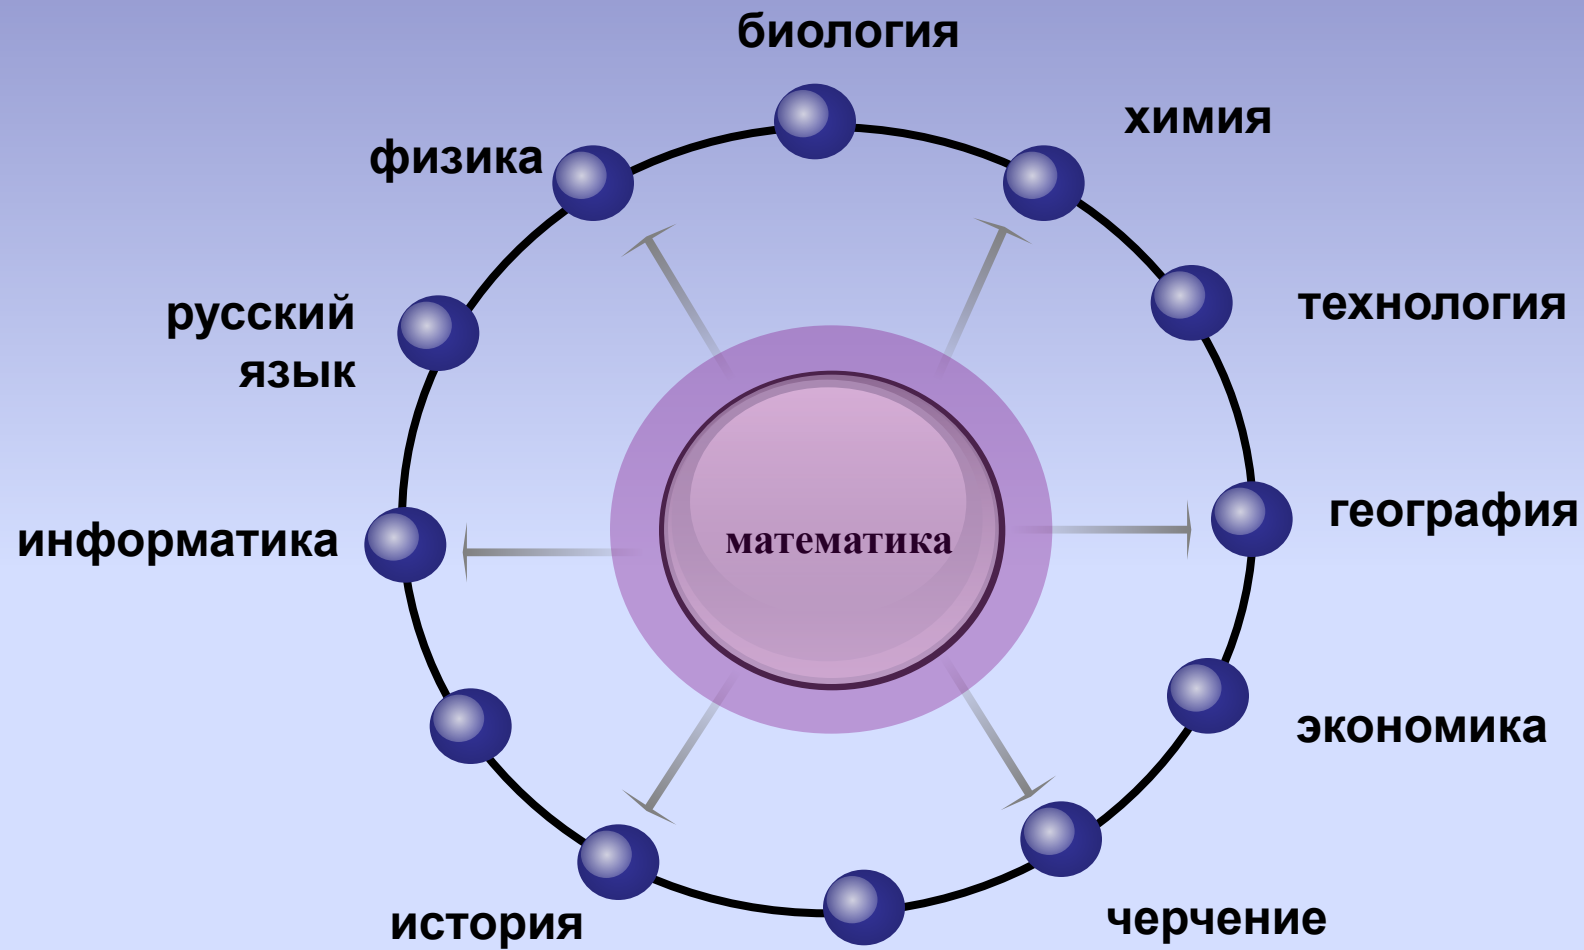 биология
химия
физика
технология
русский
язык
география
информатика
математика
экономика
история
черчение